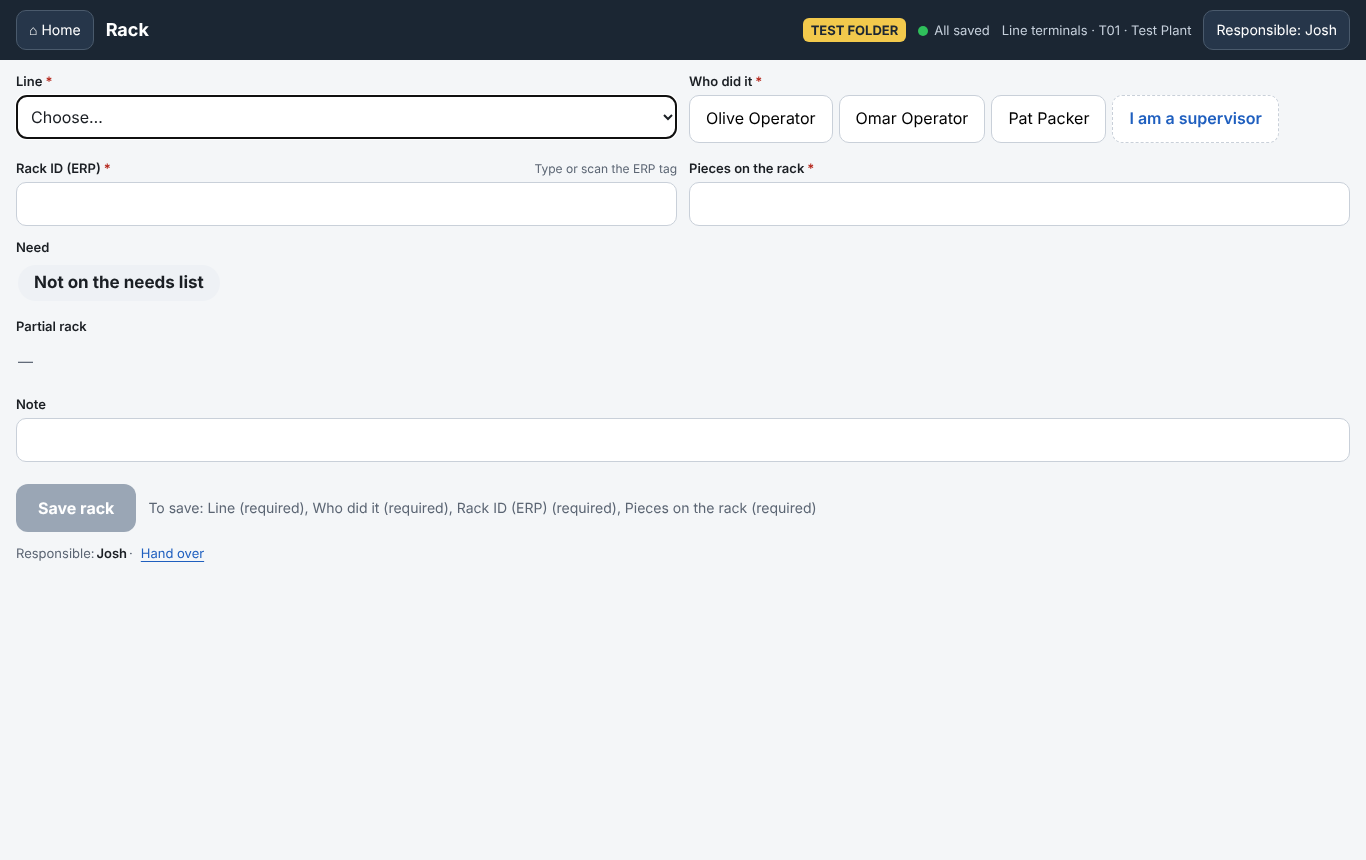 ⌂ Home
Rack
TEST FOLDER
All saved
Line terminals · T01 · Test Plant
Responsible: Josh
Line *
Choose...
Who did it *
Olive Operator
Omar Operator
Pat Packer
I am a supervisor
Rack ID (ERP) *
Type or scan the ERP tag
Pieces on the rack *
Need
Not on the needs list
Partial rack
—
Note
Save rack
To save: Line (required), Who did it (required), Rack ID (ERP) (required), Pieces on the rack (required)
Responsible: Josh · Hand over